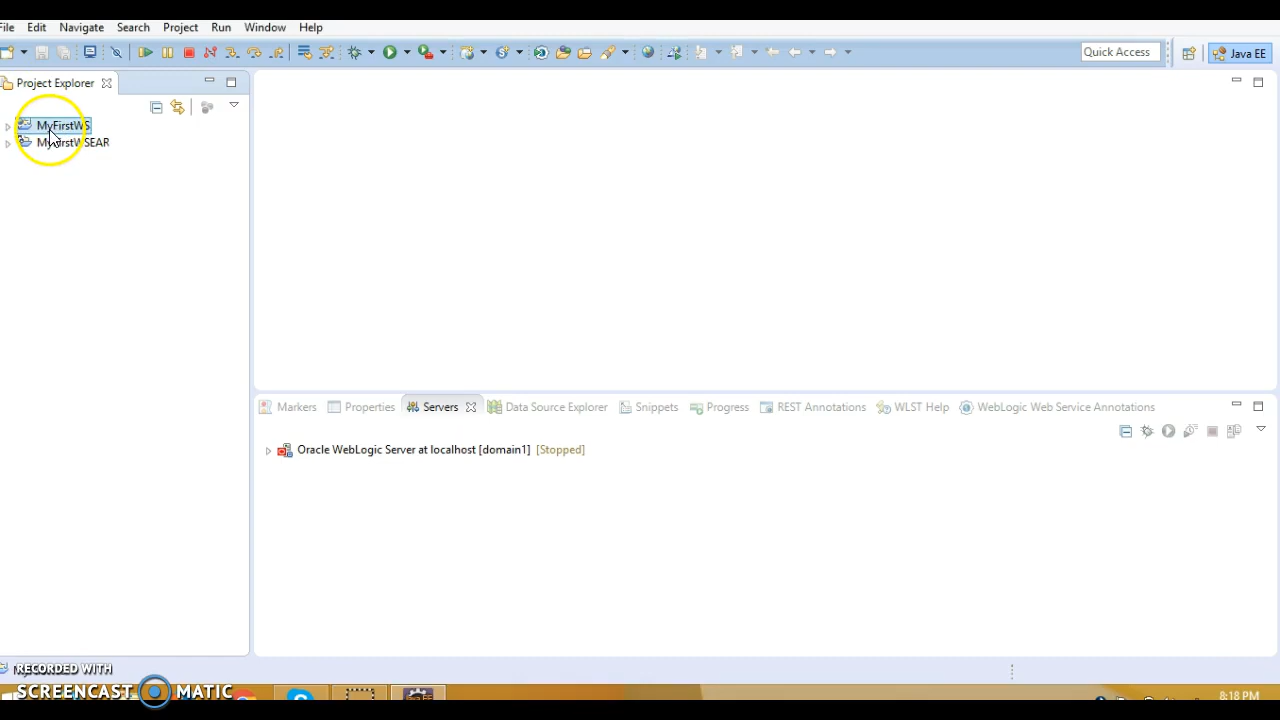 File Edit Navigate Search Project Run Window Help
Quick Access
Java EE
Project Explorer
MyFirstWS
MyFirstWSEAR
Markers Properties Servers Data Source Explorer Snippets Progress REST Annotations WLST Help WebLogic Web Service Annotations
Oracle WebLogic Server at localhost [domain1] [Stopped]
RECORDED WITH
SCREENCAST MATIC
8:18 PM